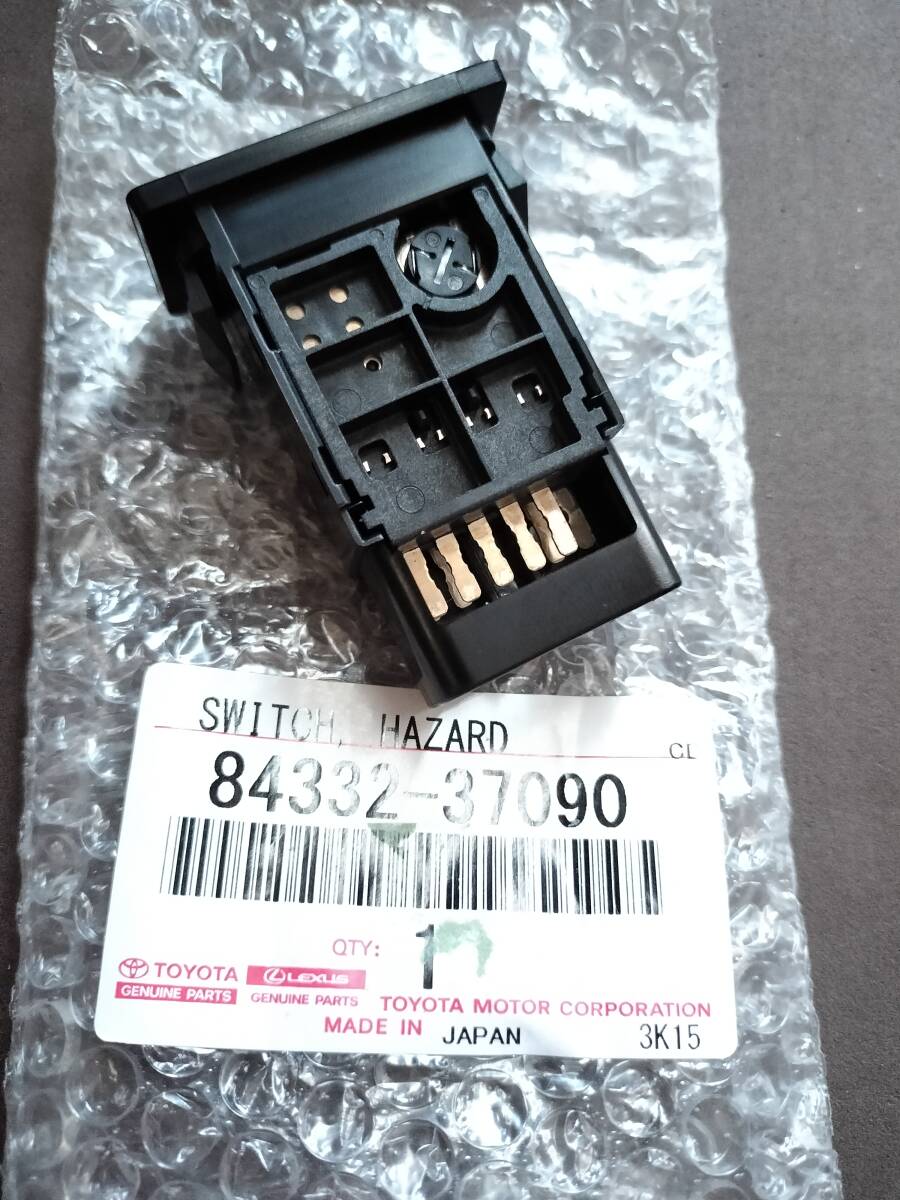 SWITCH, HAZARD
CL
84332-37090
QTY: 1
TOYOTA LEXUS
GENUINE PARTS GENUINE PARTS TOYOTA MOTOR CORPORATION
MADE IN JAPAN 3K15